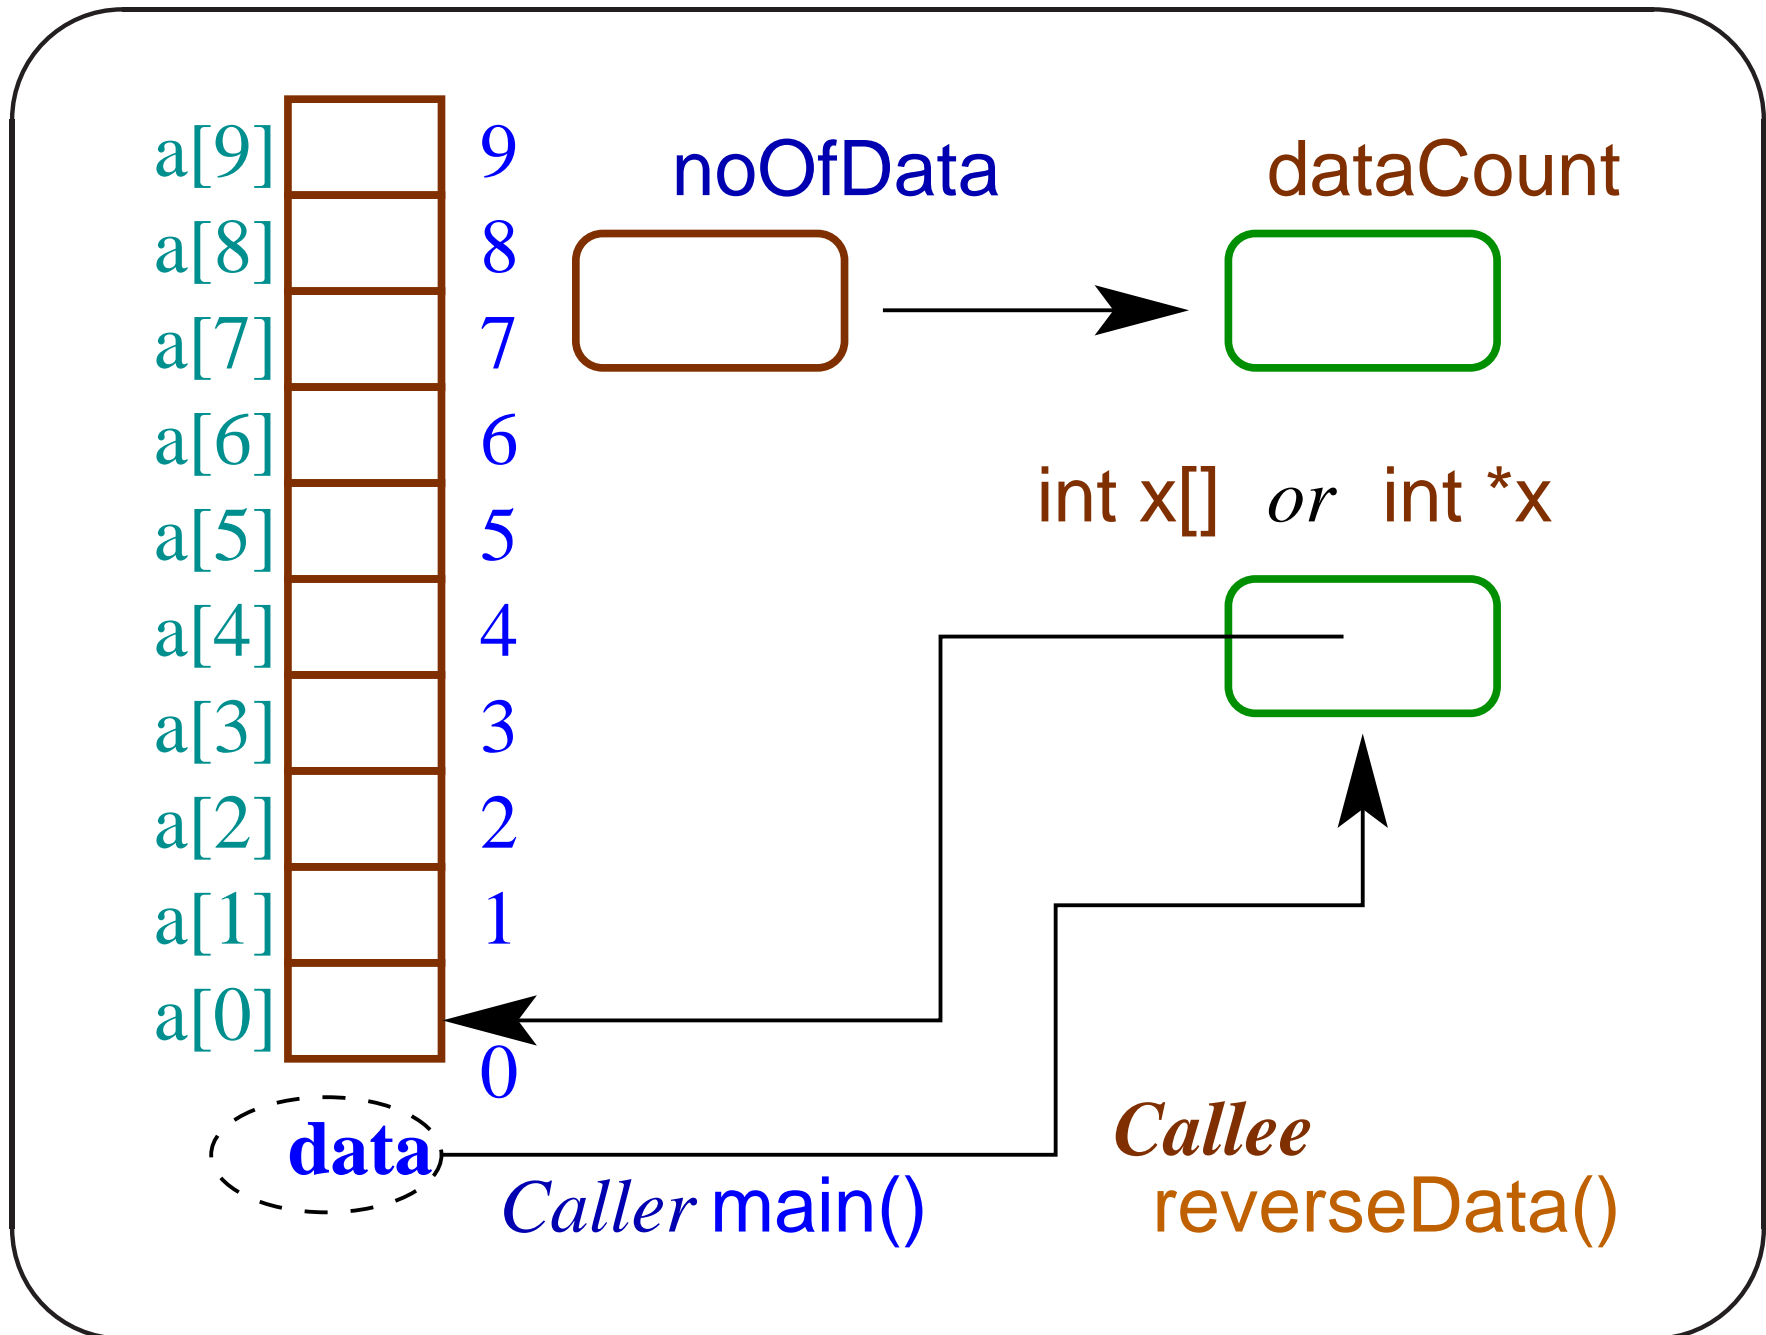 a[9] 9 noOfData dataCount
a[8] 8
a[7] 7
a[6] 6
int x[] or int *x
a[5] 5
a[4] 4
a[3] 3
a[2] 2
a[1] 1
a[0]
0
data
Callee
Caller main() reverseData()